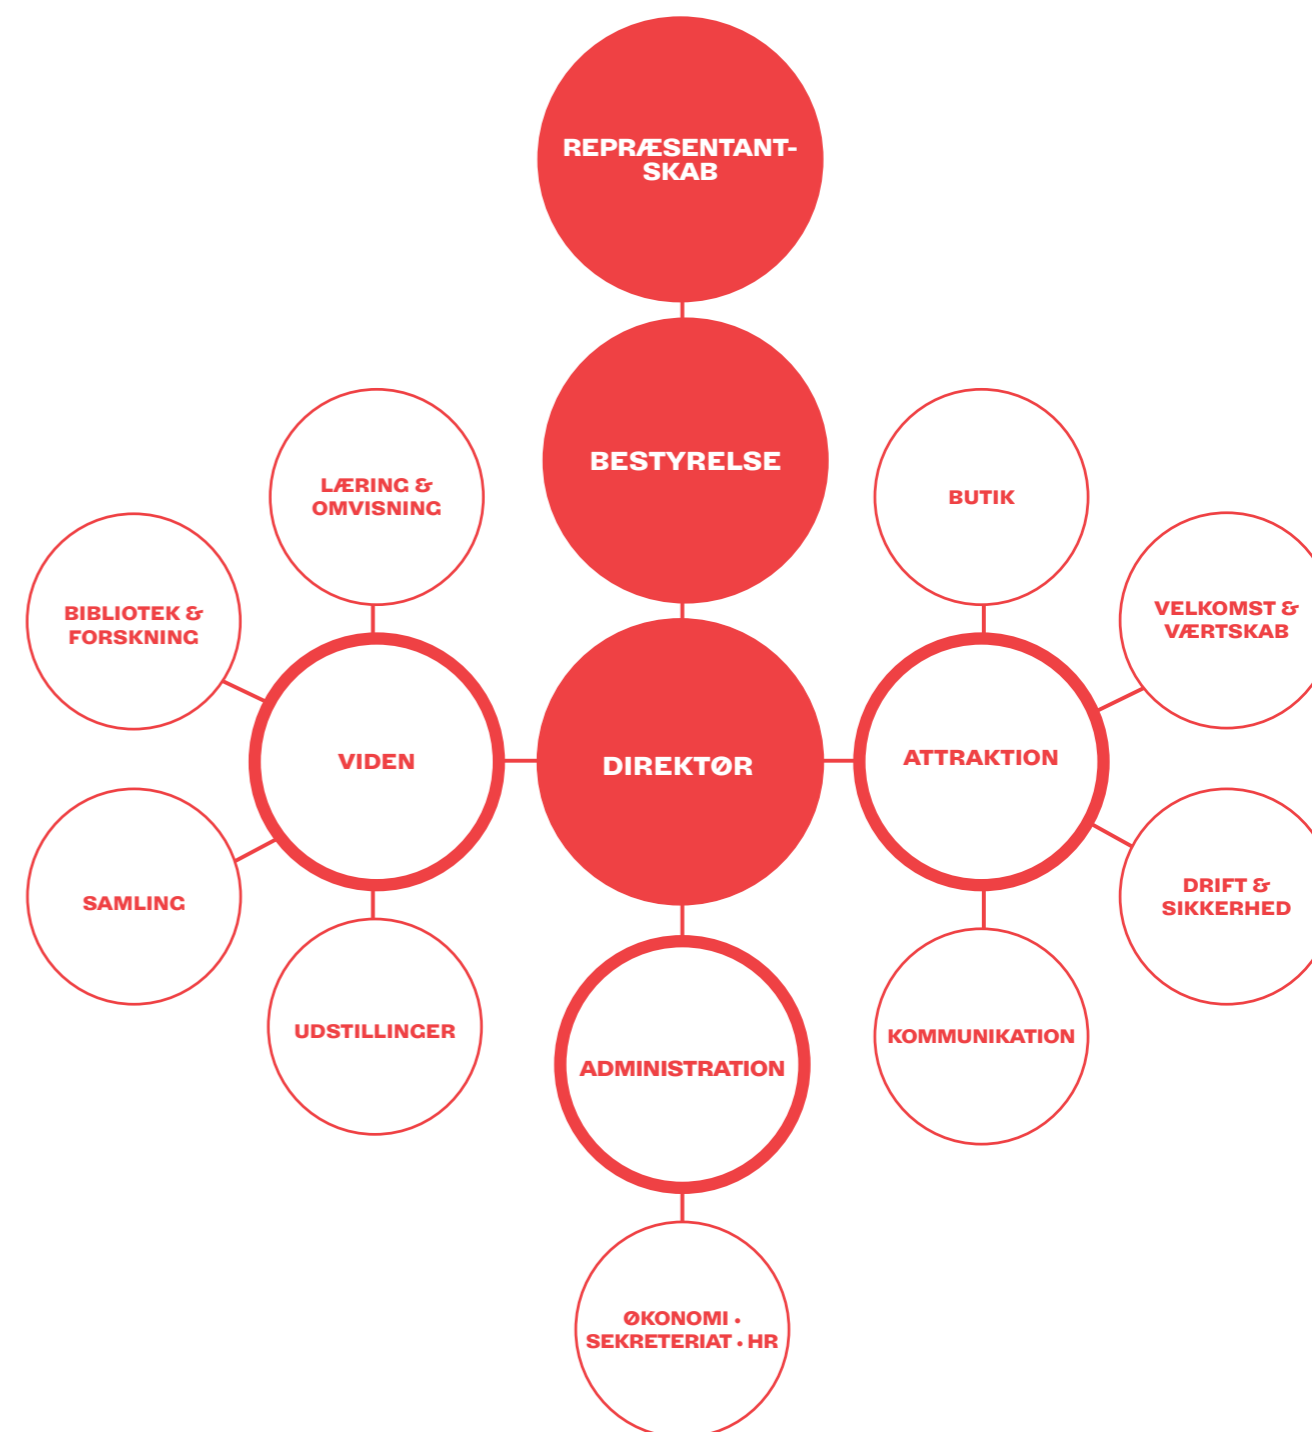 REPRÆSENTANT-
SKAB
BESTYRELSE
LÆRING &
OMVISNING
BUTIK
BIBLIOTEK &
FORSKNING
VELKOMST &
VÆRTSKAB
VIDEN
DIREKTØR
ATTRAKTION
SAMLING
DRIFT &
SIKKERHED
UDSTILLINGER
KOMMUNIKATION
ADMINISTRATION
ØKONOMI •
SEKRETERIAT • HR